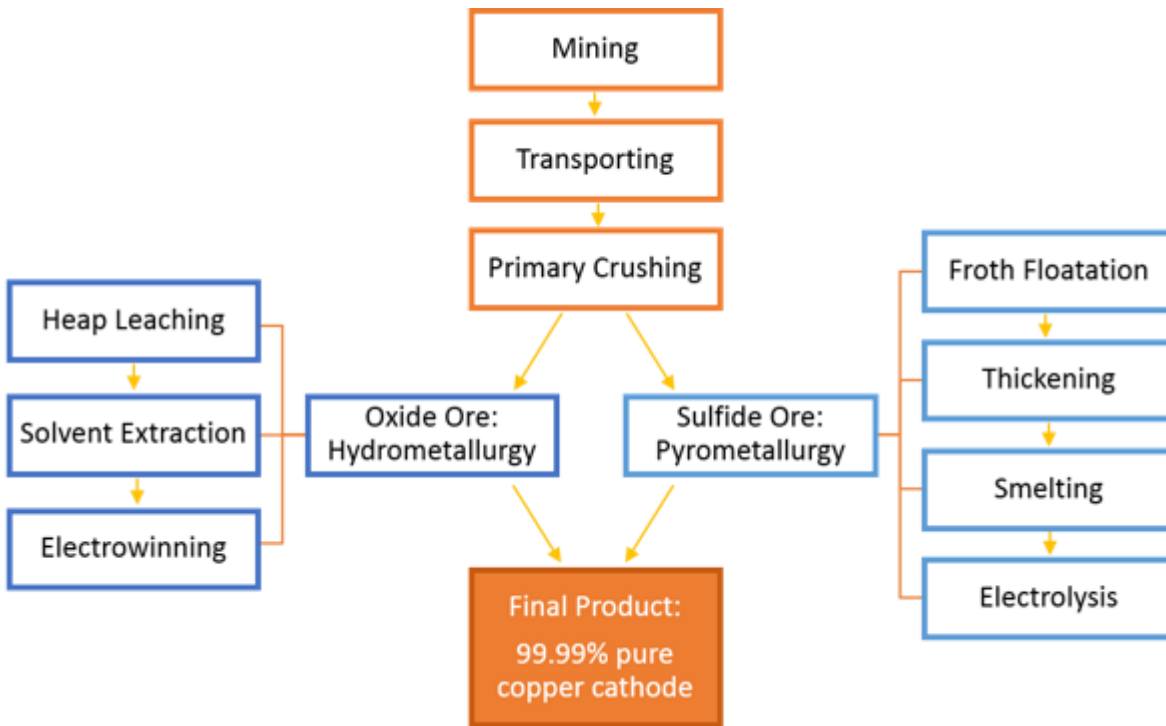 Mining
Transporting
Primary Crushing
Heap Leaching
Solvent Extraction
Electrowinning
Oxide Ore:
Hydrometallurgy
Sulfide Ore:
Pyrometallurgy
Froth Floatation
Thickening
Smelting
Electrolysis
Final Product:
99.99% pure
copper cathode